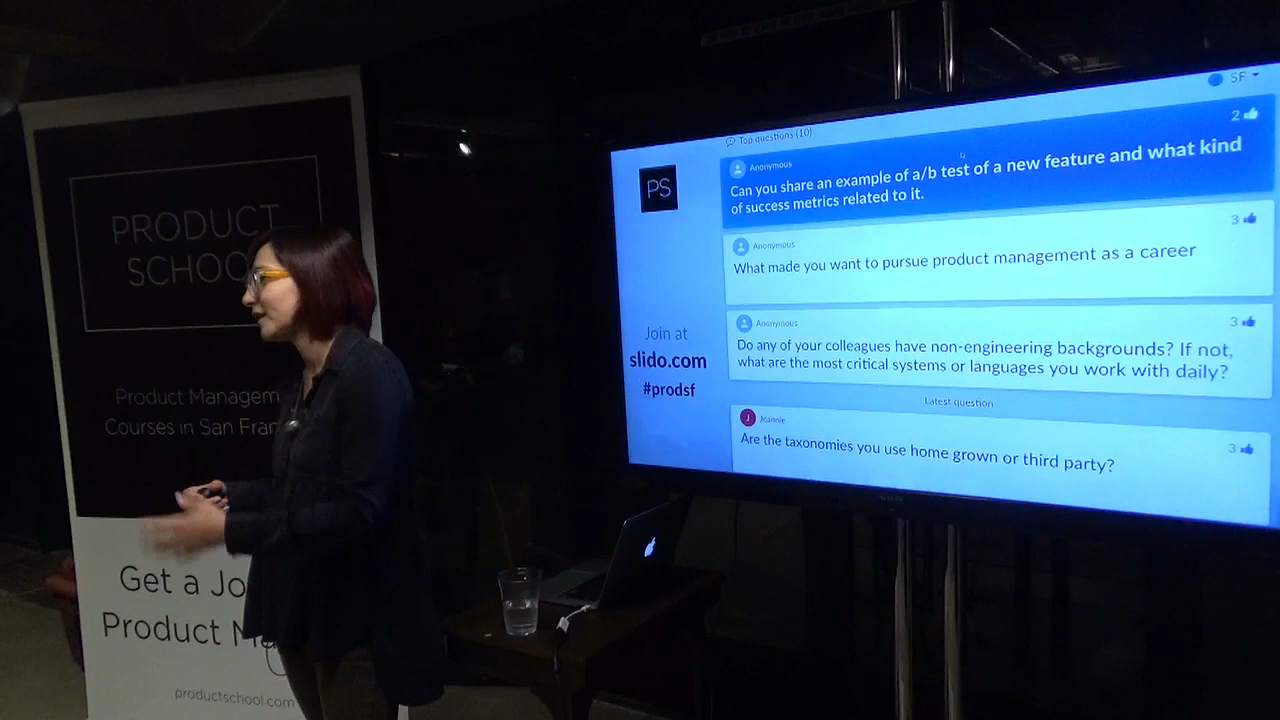 PRODUCT
SCHOO
Product Managem
Courses in San Fran
Get a Jo
Product Ma
productschool.com
PS
Join at
slido.com
#prodsf
SF
Top questions (10)
2
Anonymous
Can you share an example of a/b test of a new feature and what kind
of success metrics related to it.
3
Anonymous
What made you want to pursue product management as a career
3
Anonymous
Do any of your colleagues have non-engineering backgrounds? If not,
what are the most critical systems or languages you work with daily?
Latest question
J
Jeannie
3
Are the taxonomies you use home grown or third party?